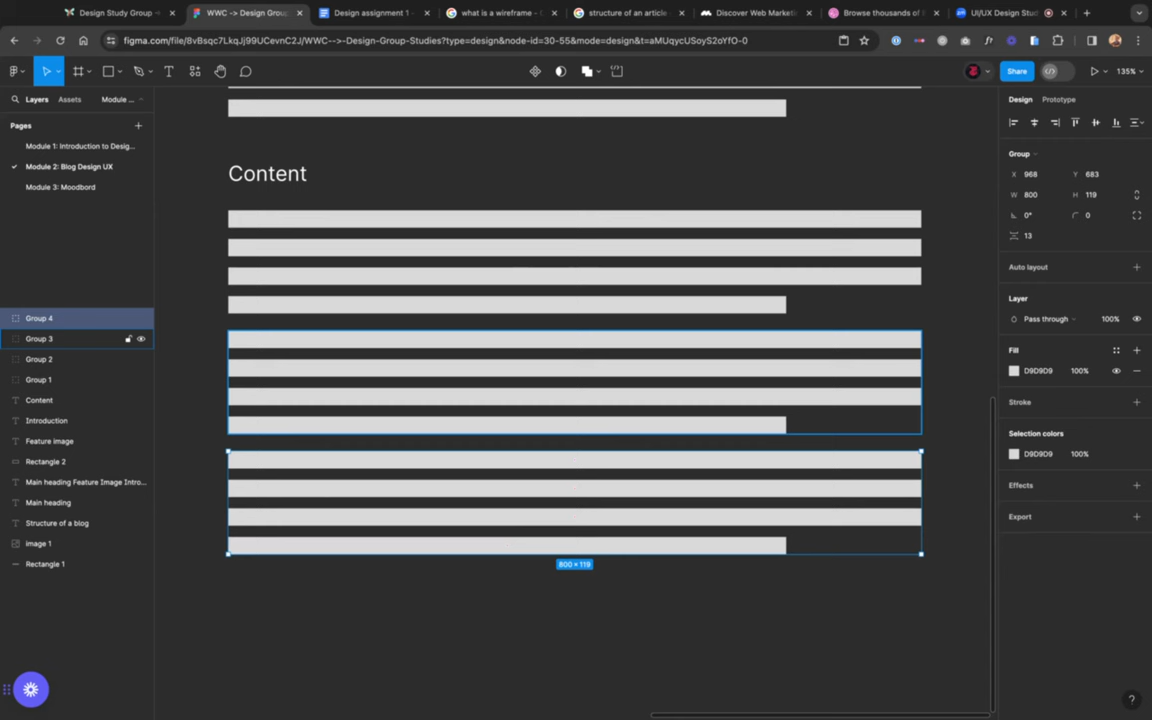 Design Study Group -
WWC -> Design Group
Design assignment 1 -
what is a wireframe -
structure of an article -
Discover Web Marketin
Browse thousands of
UI/UX Design Stud
figma.com/file/8vBsqc7LkqJj99UCevnC2J/WWC-->-Design-Group-Studies?type=design&node-id=30-55&mode=design&t=aMUqycUSoyS2oYfO-0
Share
135%
Layers
Assets
Module ...
Pages
Module 1: Introduction to Desig...
Module 2: Blog Design UX
Module 3: Moodbord
Group 4
Group 3
Group 2
Group 1
Content
Introduction
Feature image
Rectangle 2
Main heading Feature Image Intro...
Main heading
Structure of a blog
image 1
Rectangle 1
Content
800 × 119
Design
Prototype
Group
X 968
Y 683
W 800
H 119
0°
0
13
Auto layout
Layer
Pass through
100%
Fill
D9D9D9
100%
Stroke
Selection colors
D9D9D9
100%
Effects
Export
?